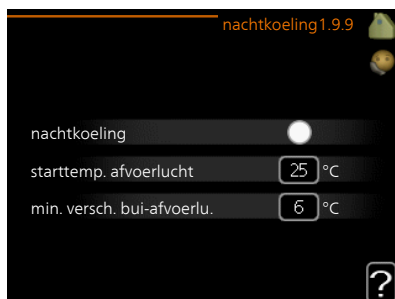 nachtkoeling1.9.9
nachtkoeling
starttemp. afvoerlucht 25 °C
min. versch. bui-afvoerlu. 6 °C
?